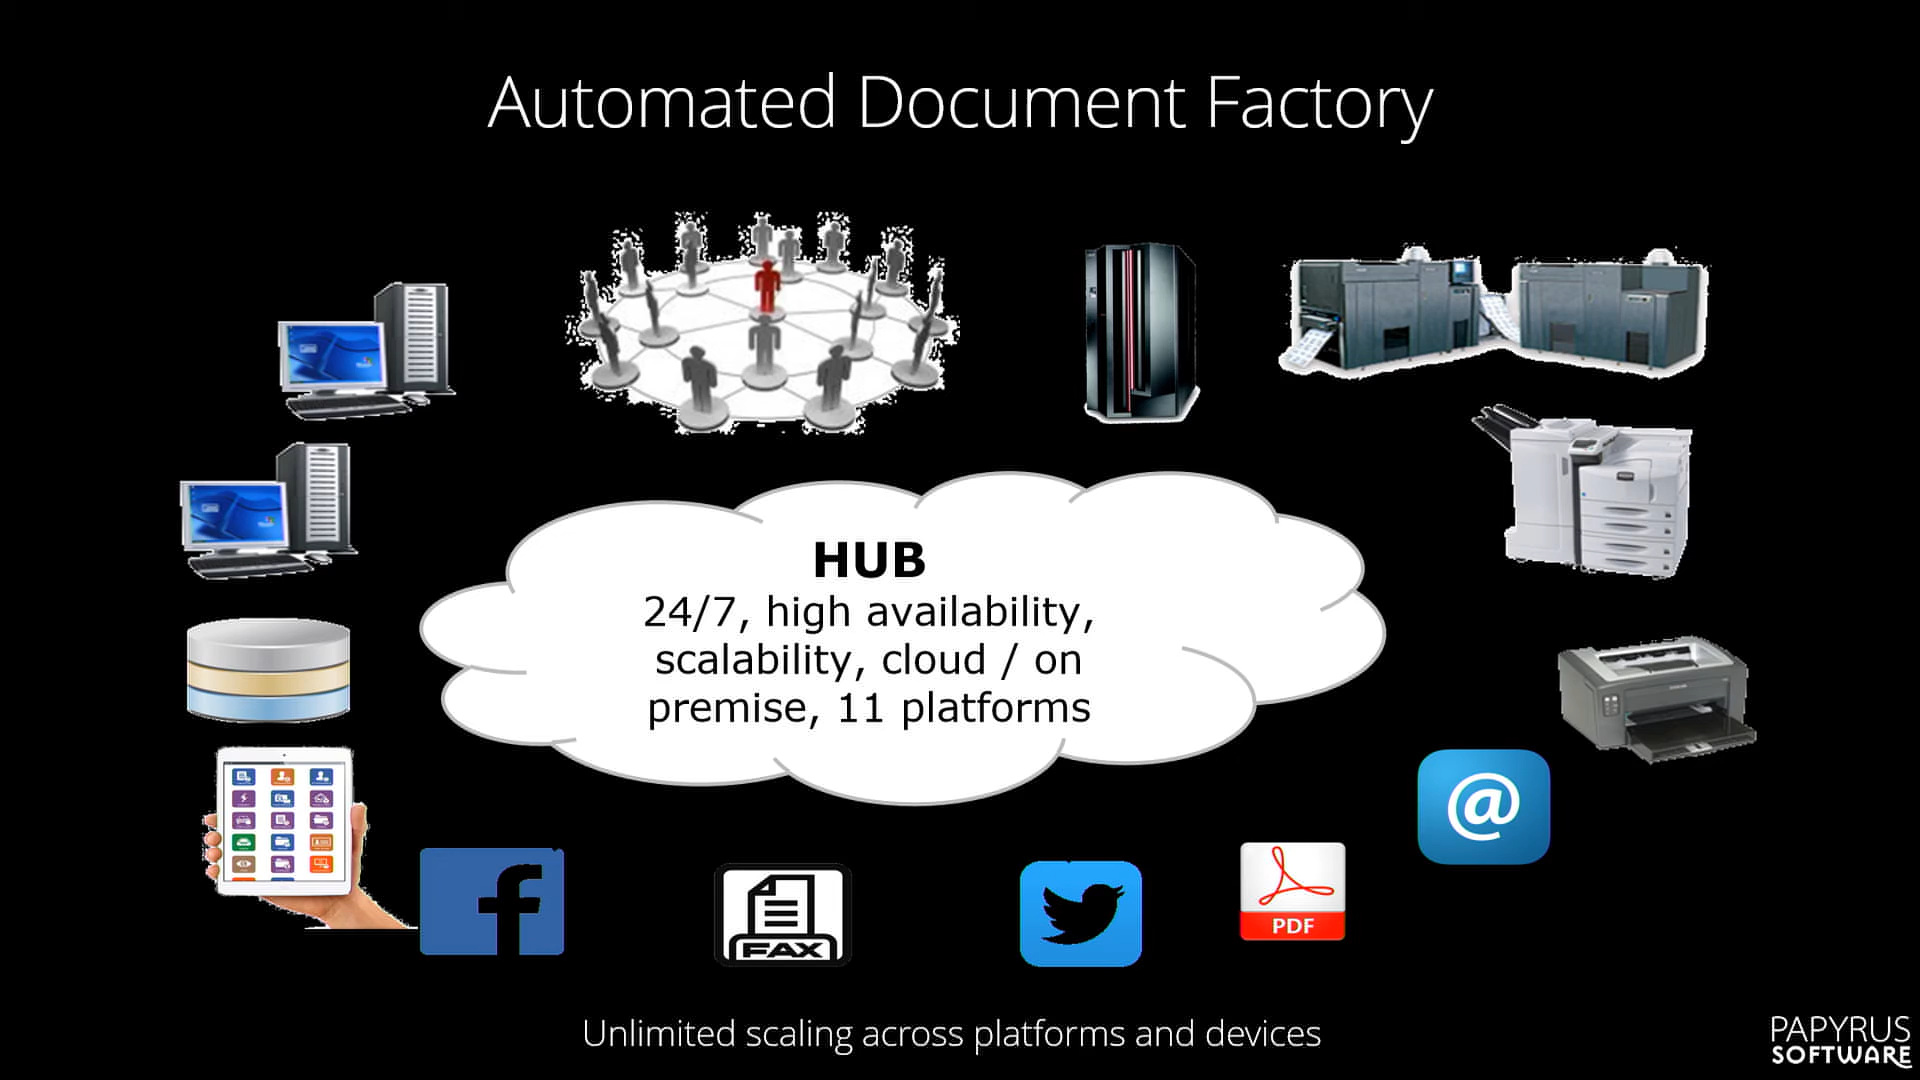 Automated Document Factory
HUB
24/7, high availability,
scalability, cloud / on
premise, 11 platforms
@
FAX
PDF
Unlimited scaling across platforms and devices
PAPYRUS
SOFTWARE